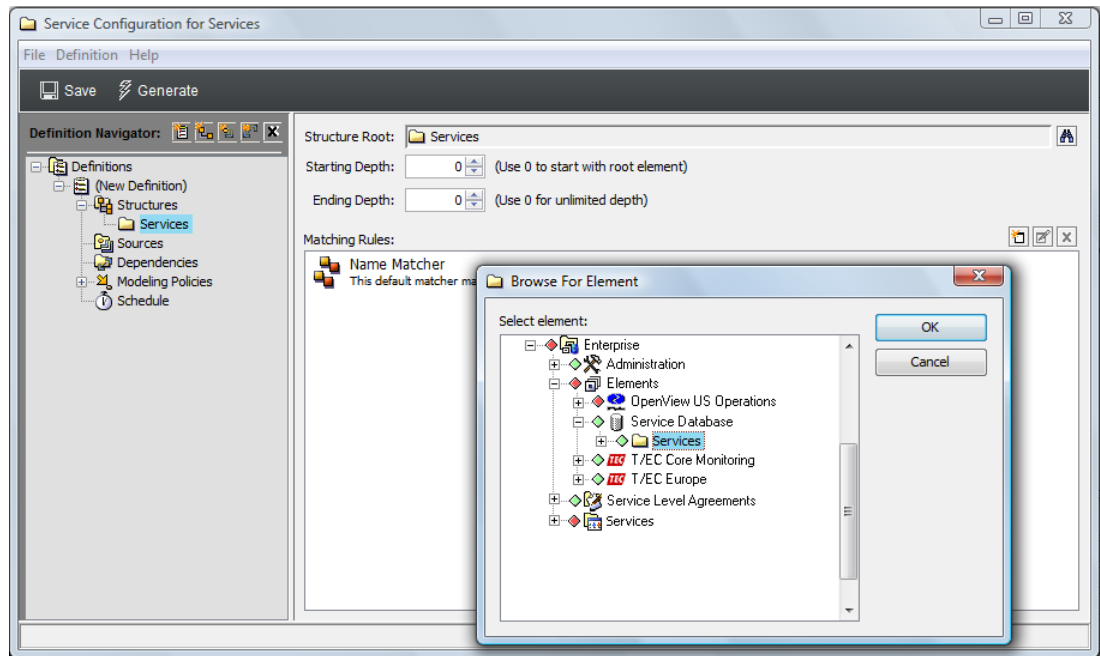 Service Configuration for Services
File Definition Help
Save Generate
Definition Navigator:
Definitions
(New Definition)
Structures
Services
Sources
Dependencies
Modeling Policies
Schedule
Structure Root: Services
Starting Depth: 0 (Use 0 to start with root element)
Ending Depth: 0 (Use 0 for unlimited depth)
Matching Rules:
Name Matcher
This default matcher ma
Browse For Element
Select element:
OK
Cancel
Enterprise
Administration
Elements
OpenView US Operations
Service Database
Services
TEC T/EC Core Monitoring
TEC T/EC Europe
Service Level Agreements
Services